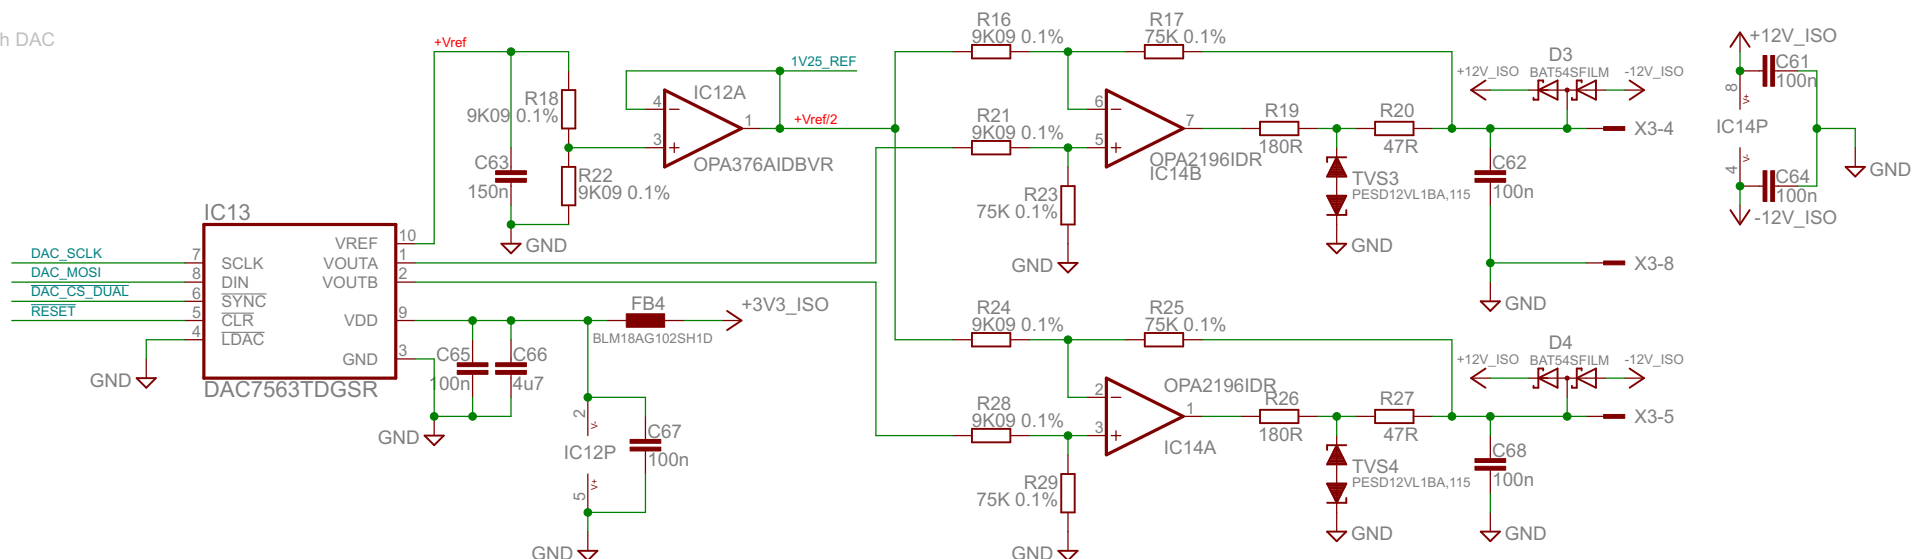 h DAC
+Vref
1V25_REF
+Vref/2
R18
9K09 0.1%
C63
150n
R22
9K09 0.1%
4
3
1
IC12A
OPA376AIDBVR
GND
IC13
DAC_SCLK
DAC_MOSI
DAC_CS_DUAL
RESET
7
8
6
5
4
SCLK
DIN
SYNC
CLR
LDAC
VREF
VOUTA
VOUTB
VDD
GND
10
1
2
9
3
DAC7563TDGSR
GND
FB4
BLM18AG102SH1D
+3V3_ISO
C65
100n
C66
4u7
GND
2
V-
IC12P
5
V+
C67
100n
GND
R16
9K09 0.1%
R17
75K 0.1%
R21
9K09 0.1%
R23
75K 0.1%
GND
6
5
7
OPA2196IDR
IC14B
R19
180R
R20
47R
TVS3
PESD12VL1BA,115
GND
D3
+12V_ISO
BAT54SFILM
-12V_ISO
C62
100n
GND
X3-4
X3-8
R24
9K09 0.1%
R25
75K 0.1%
R28
9K09 0.1%
R29
75K 0.1%
GND
2
3
1
OPA2196IDR
IC14A
R26
180R
R27
47R
TVS4
PESD12VL1BA,115
GND
D4
+12V_ISO
BAT54SFILM
-12V_ISO
C68
100n
GND
X3-5
+12V_ISO
C61
100n
8
V+
IC14P
4
V-
C64
100n
-12V_ISO
GND